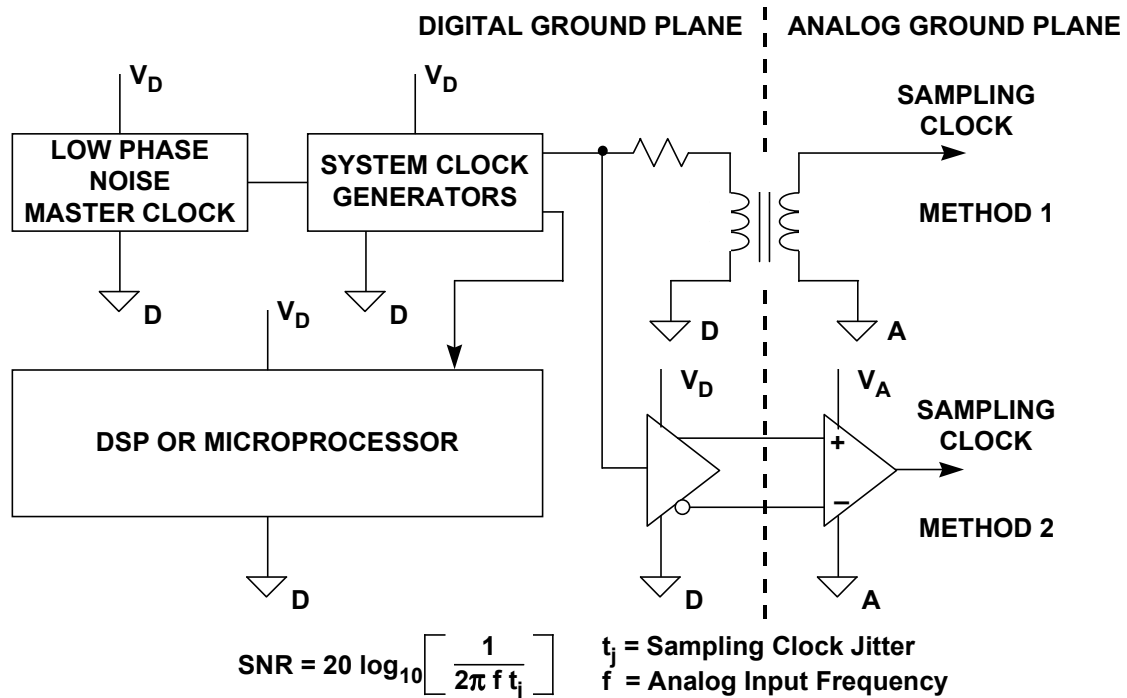 DIGITAL GROUND PLANE
ANALOG GROUND PLANE
V_D
V_D
SAMPLING
CLOCK
LOW PHASE
NOISE
MASTER CLOCK
SYSTEM CLOCK
GENERATORS
METHOD 1
D
D
D
A
V_D
DSP OR MICROPROCESSOR
V_D
V_A
SAMPLING
CLOCK
+
−
METHOD 2
D
D
A
SNR = 20 log₁₀[ 1 / (2π f t_j) ]
t_j = Sampling Clock Jitter
f = Analog Input Frequency